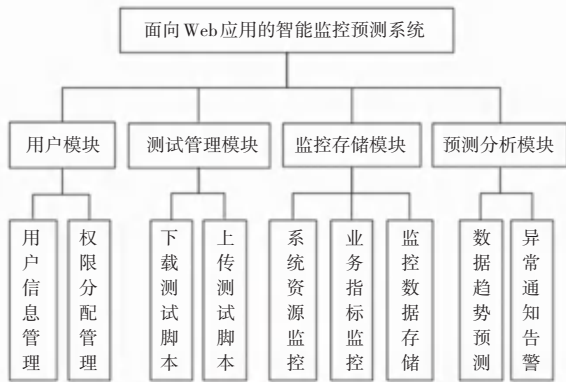 面向Web应用的智能监控预测系统
用户模块
测试管理模块
监控存储模块
预测分析模块
用户信息管理
权限分配管理
下载测试脚本
上传测试脚本
系统资源监控
业务指标监控
监控数据存储
数据趋势预测
异常通知告警